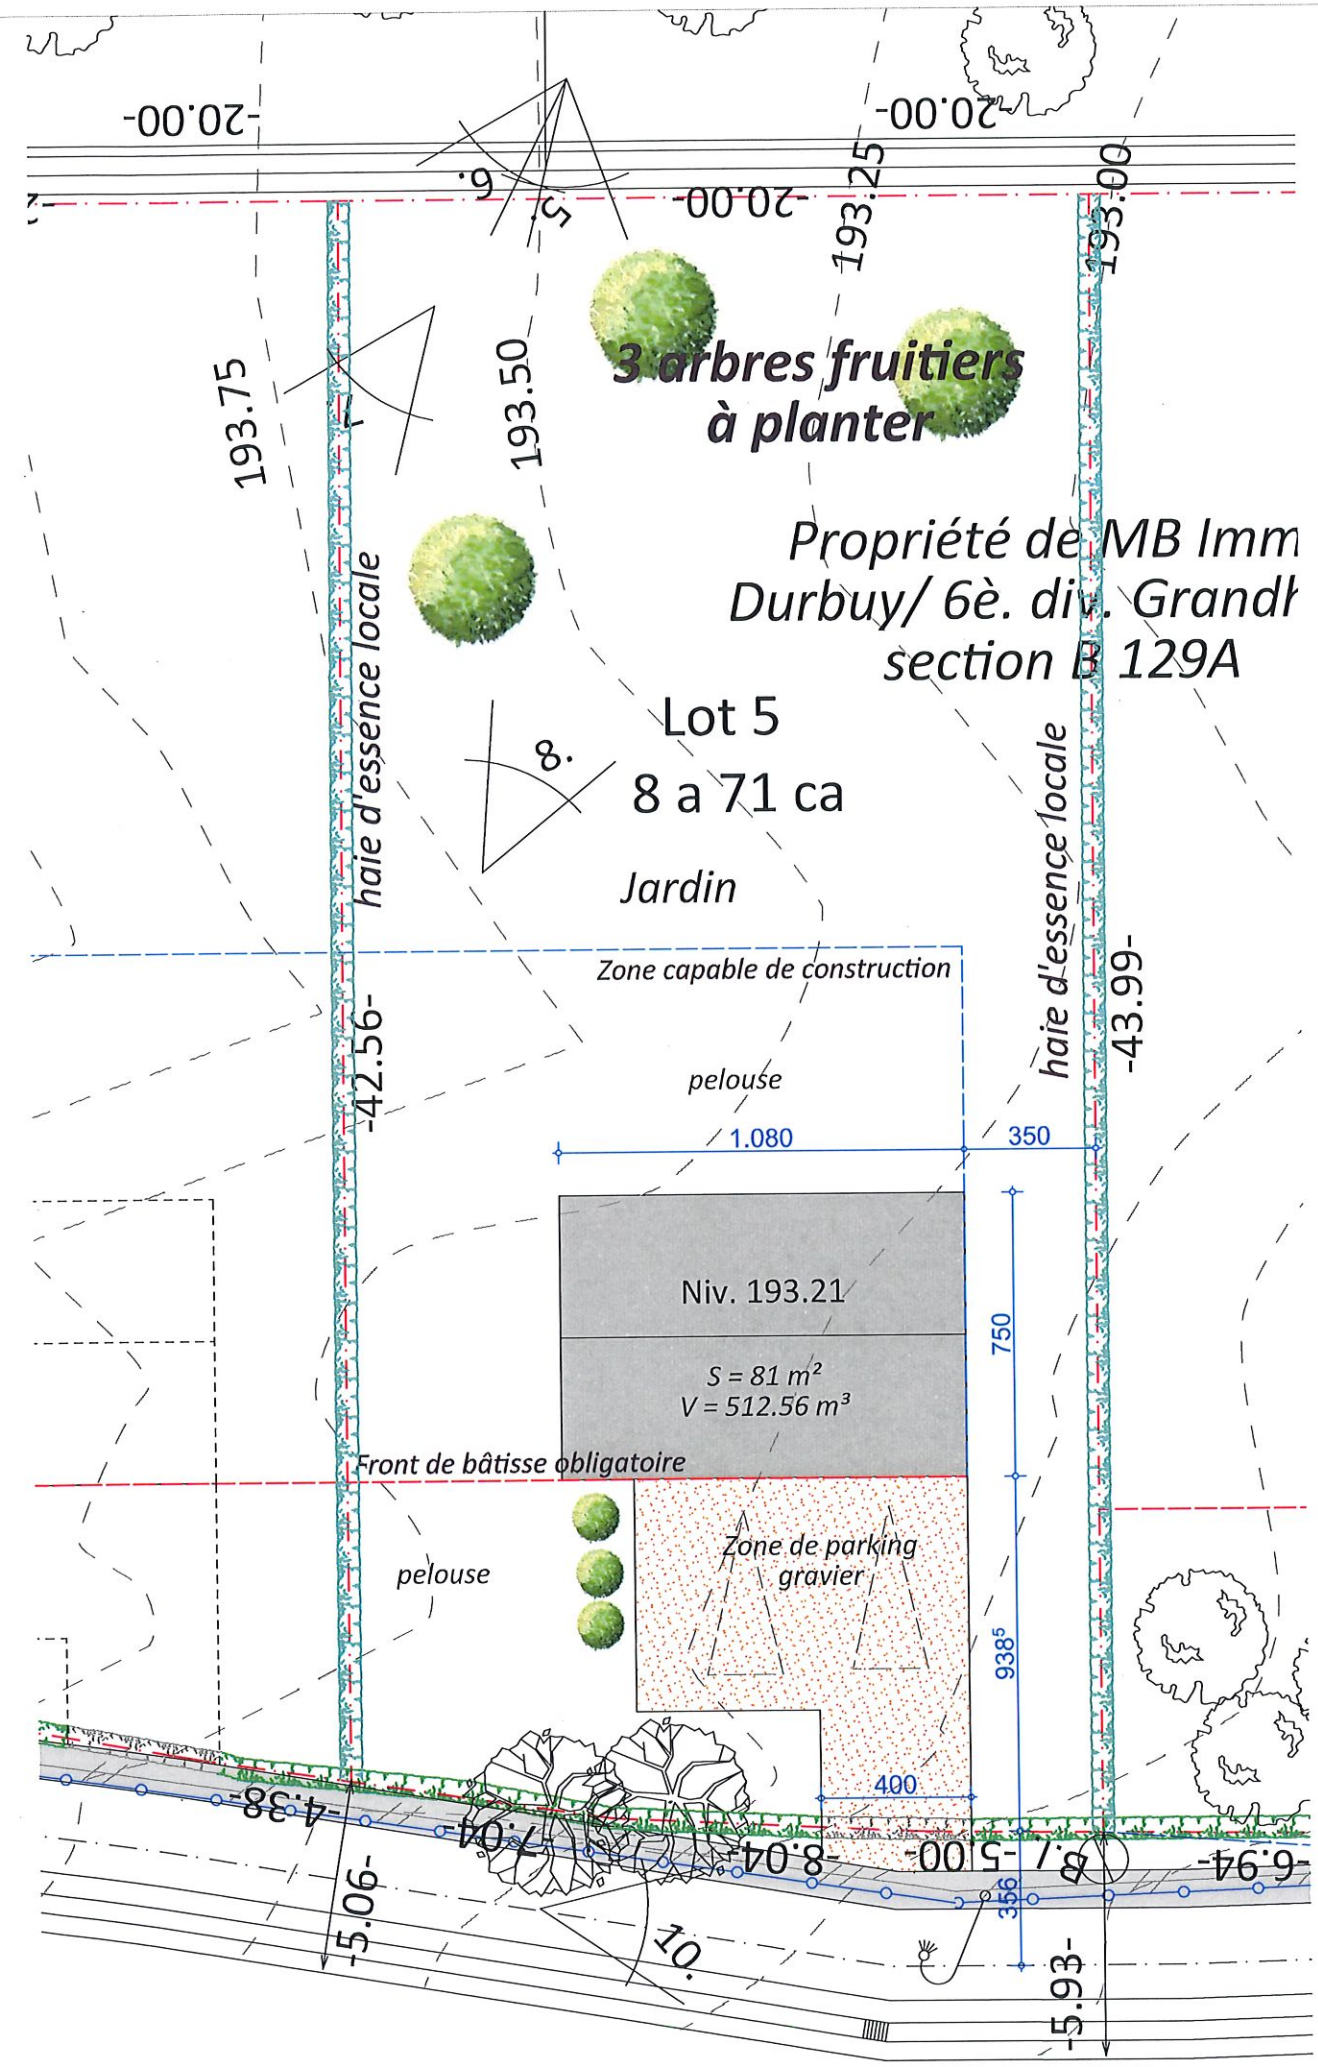 -20.00-
-20.00-
6.
5.
-20.00-
193.25
193.00
193.75
193.50
3 arbres fruitiers
à planter
Propriété de MB Imm
Durbuy/ 6è. div. Grandh
section B 129A
haie d'essence locale
Lot 5
8.
8 a 71 ca
Jardin
haie d'essence locale
Zone capable de construction
-42.56-
-43.99-
pelouse
1.080
350
Niv. 193.21
750
S = 81 m²
V = 512.56 m³
Front de bâtisse obligatoire
Zone de parking
gravier
pelouse
938⁵
400
-4.38-
-7.04-
-8.04-
-5.00-
-6.94-
356
-5.06-
10.
-5.93-